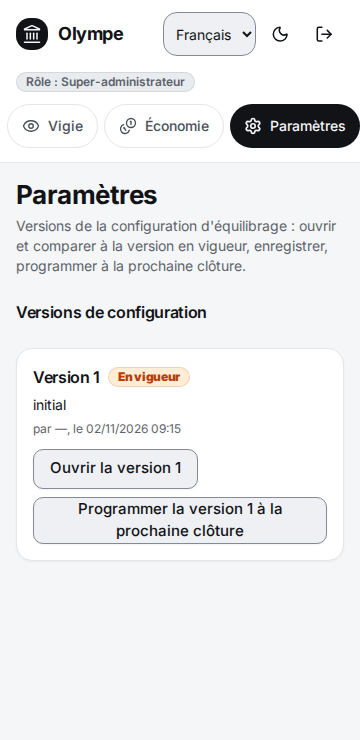 Olympe
Français
Rôle : Super-administrateur
Vigie
Économie
Paramètres
Paramètres
Versions de la configuration d'équilibrage : ouvrir
et comparer à la version en vigueur, enregistrer,
programmer à la prochaine clôture.
Versions de configuration
Version 1 En vigueur
initial
par —, le 02/11/2026 09:15
Ouvrir la version 1
Programmer la version 1 à la
prochaine clôture